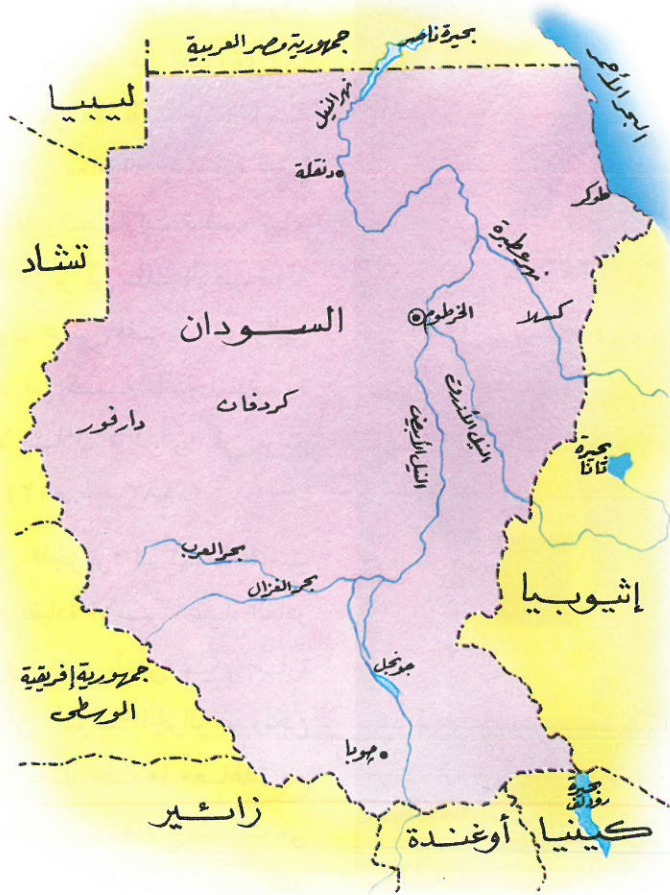 بحيرة ناصر
جمهورية مصر العربية
البحر الأحمر
ليبيا
نهر النيل
دنقلة
طوكر
تشاد
نهر عطبرة
الخرطوم
كسلا
السودان
كردفان
دارفور
النيل الأزرق
النيل الأبيض
بحيرة
تانا
بحر العرب
بحر الغزال
إثيوبيا
جونجل
جمهورية إفريقية
الوسطى
جوبا
بحيرة
رودلف
زائير
أوغندة
كينيا